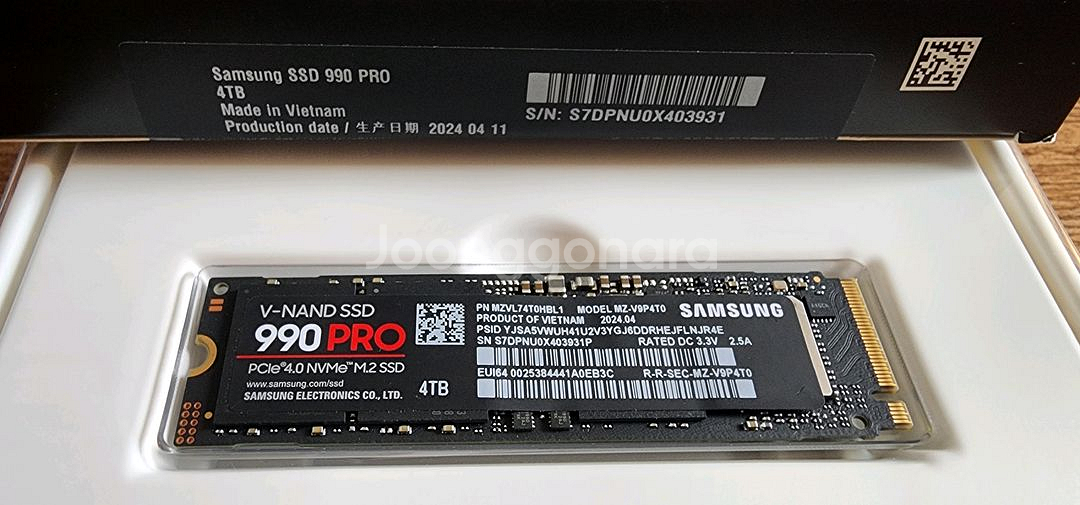 Samsung SSD 990 PRO
4TB
Made in Vietnam
Production date / 生产日期 2024 04 11
S/N: S7DPNU0X403931
Joonggonara
V-NAND SSD
990 PRO
PCIe®4.0 NVMe™ M.2 SSD
www.samsung.com/ssd
SAMSUNG ELECTRONICS CO., LTD.
4TB
PN MZVL74T0HBL1 MODEL MZ-V9P4T0
PRODUCT OF VIETNAM 2024.04
PSID YJSA5VWUH41U2V3YGJ6DDRHEJFLNJR4E
SN S7DPNU0X403931P RATED DC 3.3V 2.5A
EUI64 0025384441A0EB3C R-R-SEC-MZ-V9P4T0
SAMSUNG